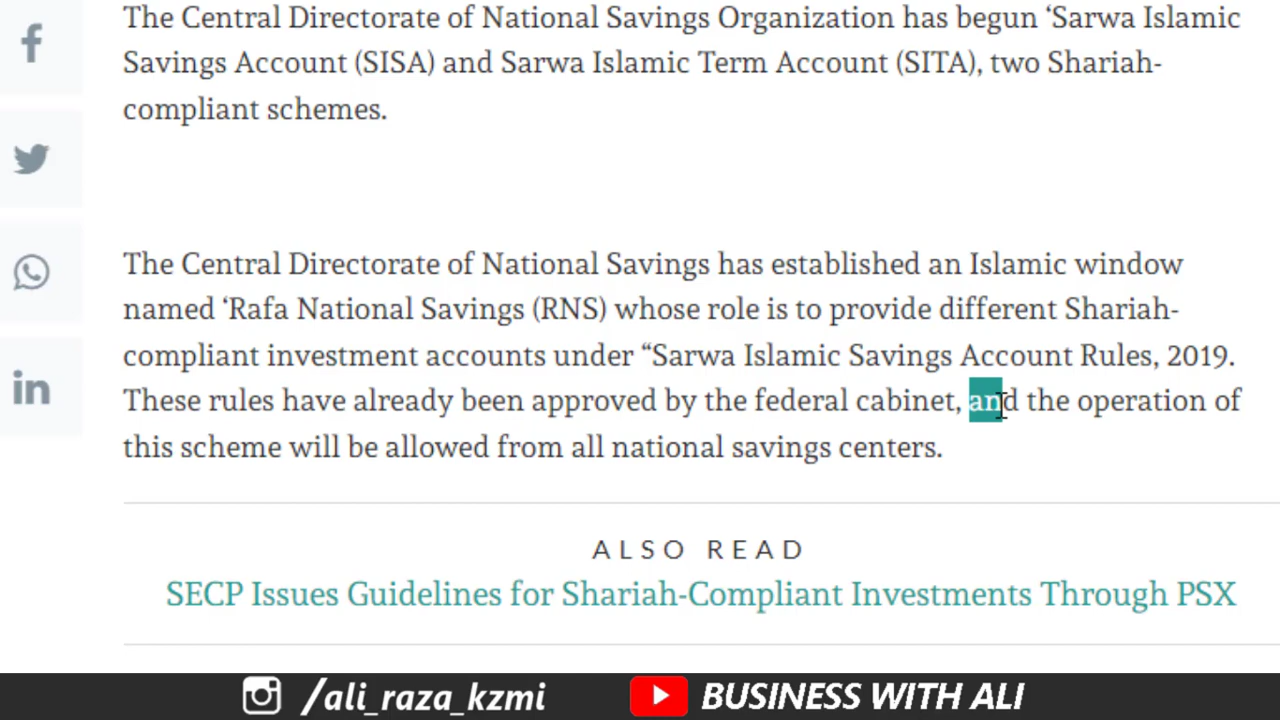 The Central Directorate of National Savings Organization has begun ‘Sarwa Islamic
Savings Account (SISA) and Sarwa Islamic Term Account (SITA), two Shariah-
compliant schemes.
The Central Directorate of National Savings has established an Islamic window
named ‘Rafa National Savings (RNS) whose role is to provide different Shariah-
compliant investment accounts under “Sarwa Islamic Savings Account Rules, 2019.
These rules have already been approved by the federal cabinet, and the operation of
this scheme will be allowed from all national savings centers.
ALSO READ
SECP Issues Guidelines for Shariah-Compliant Investments Through PSX
/ali_raza_kzmi BUSINESS WITH ALI